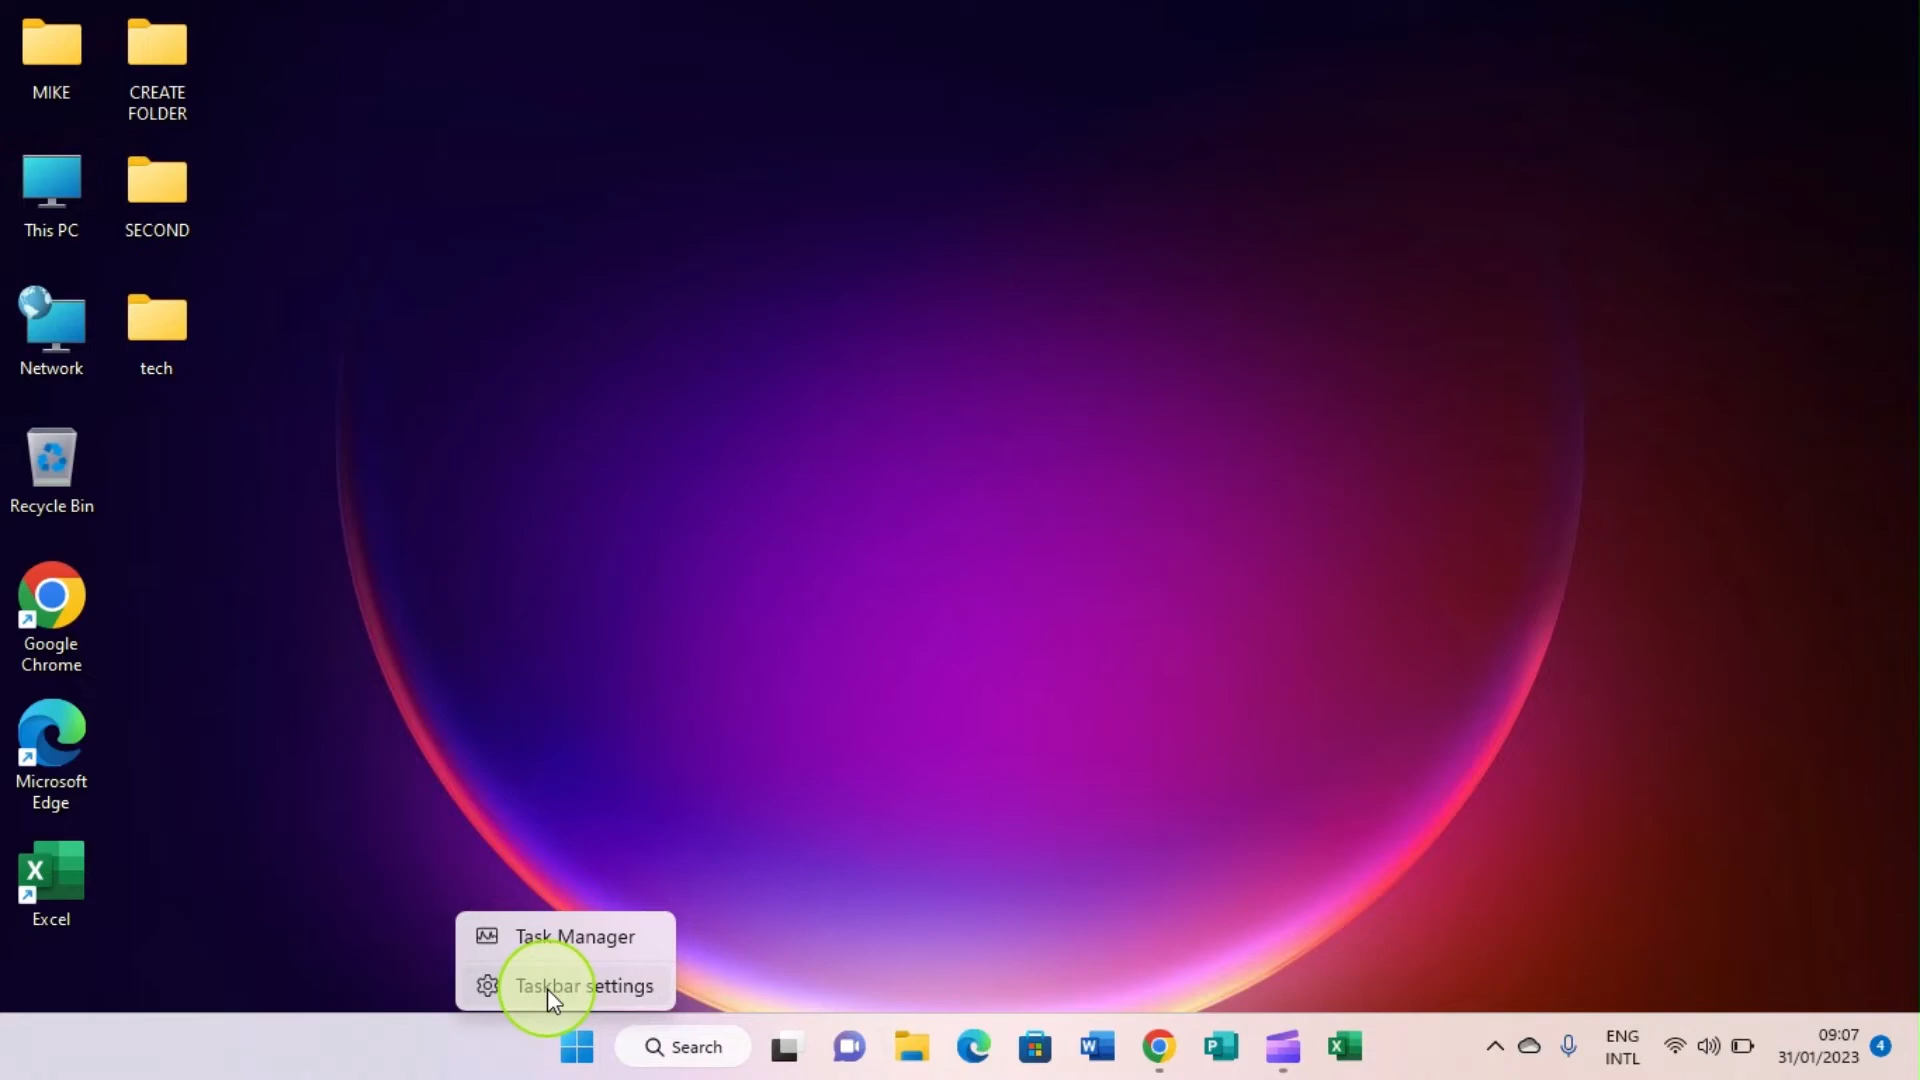 MIKE
CREATE
FOLDER
This PC
SECOND
Network
tech
Recycle Bin
Google
Chrome
Microsoft
Edge
X
Excel
Task Manager
Taskbar settings
Search
W
P
X
ENG
INTL
09:07
31/01/2023
4